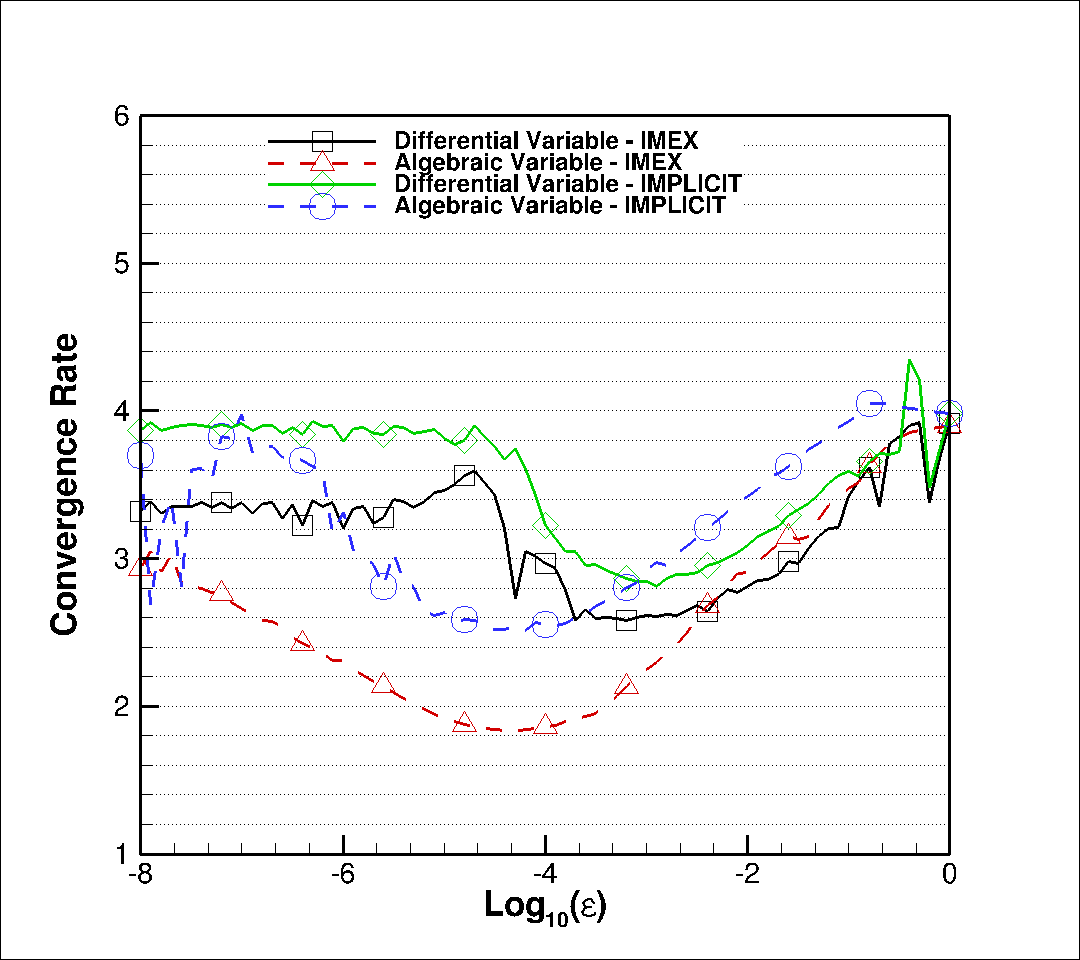 6
Differential Variable - IMEX
Algebraic Variable - IMEX
Differential Variable - IMPLICIT
Algebraic Variable - IMPLICIT
5
4
3
2
1
Convergence Rate
-8 -6 -4 -2 0
Log10(ε)